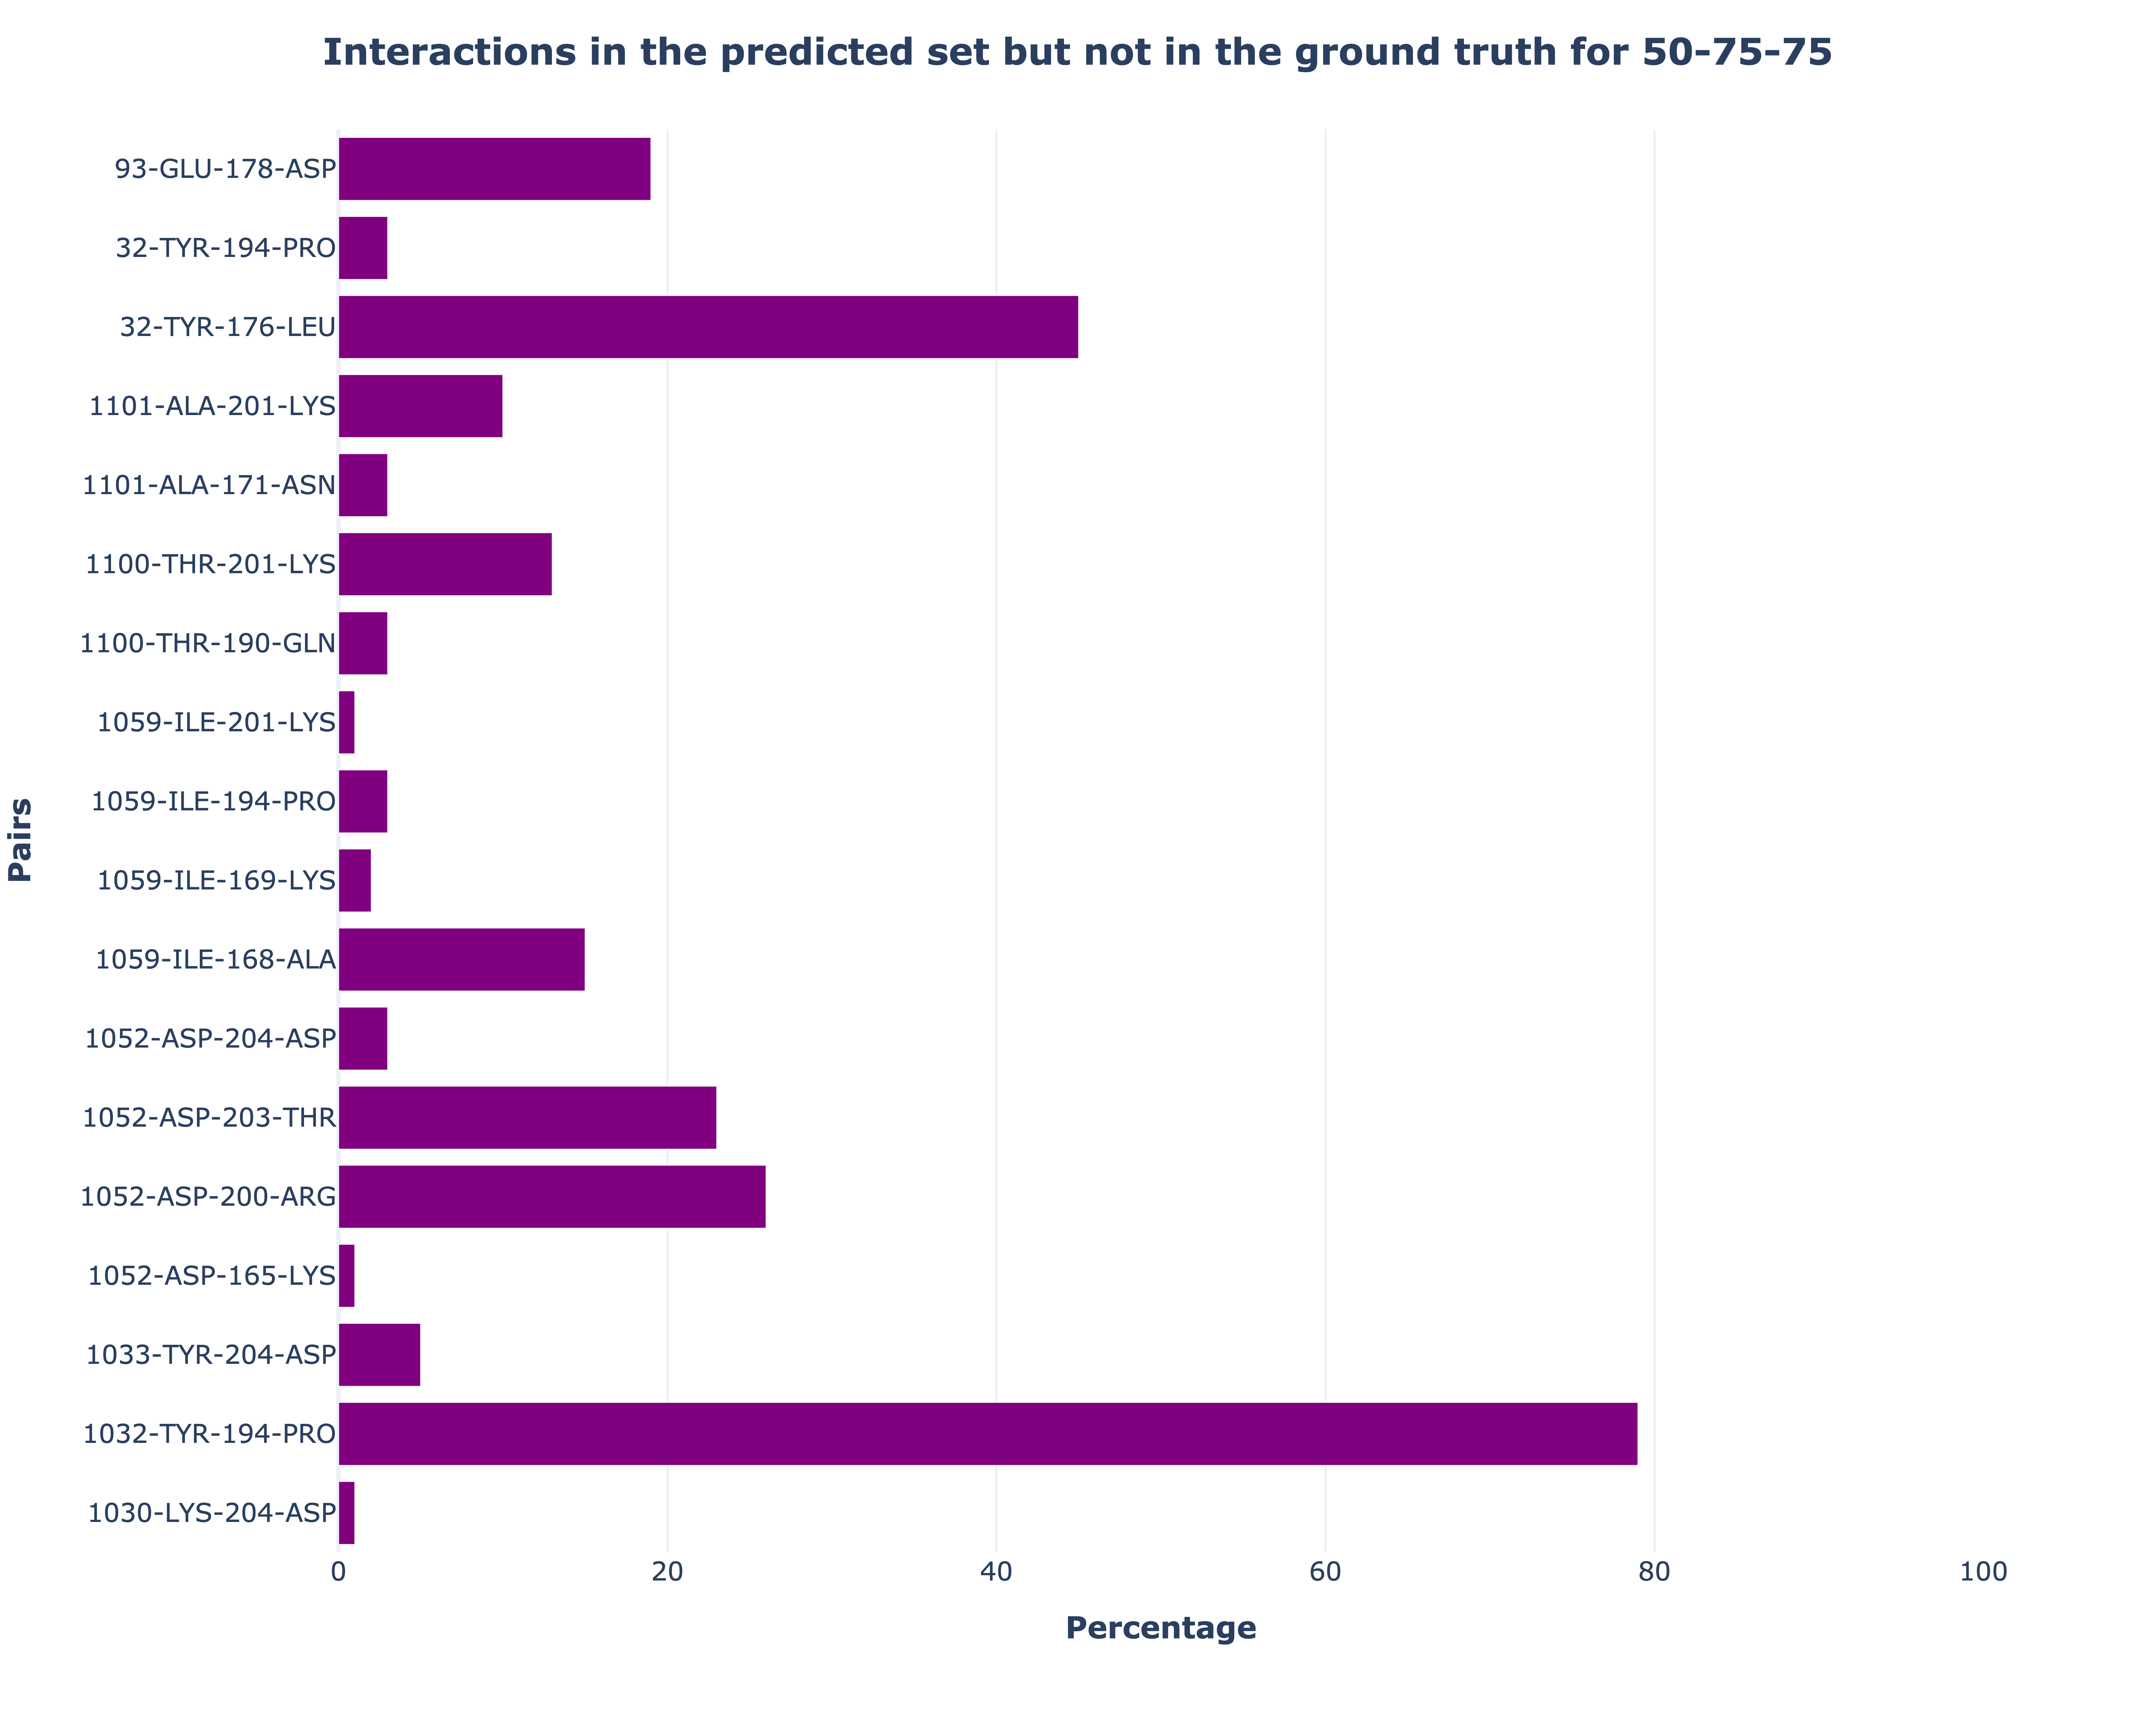 Interactions in the predicted set but not in the ground truth for 50-75-75
93-GLU-178-ASP
32-TYR-194-PRO
32-TYR-176-LEU
1101-ALA-201-LYS
1101-ALA-171-ASN
1100-THR-201-LYS
1100-THR-190-GLN
1059-ILE-201-LYS
1059-ILE-194-PRO
1059-ILE-169-LYS
1059-ILE-168-ALA
1052-ASP-204-ASP
1052-ASP-203-THR
1052-ASP-200-ARG
1052-ASP-165-LYS
1033-TYR-204-ASP
1032-TYR-194-PRO
1030-LYS-204-ASP
Pairs
0 20 40 60 80 100
Percentage